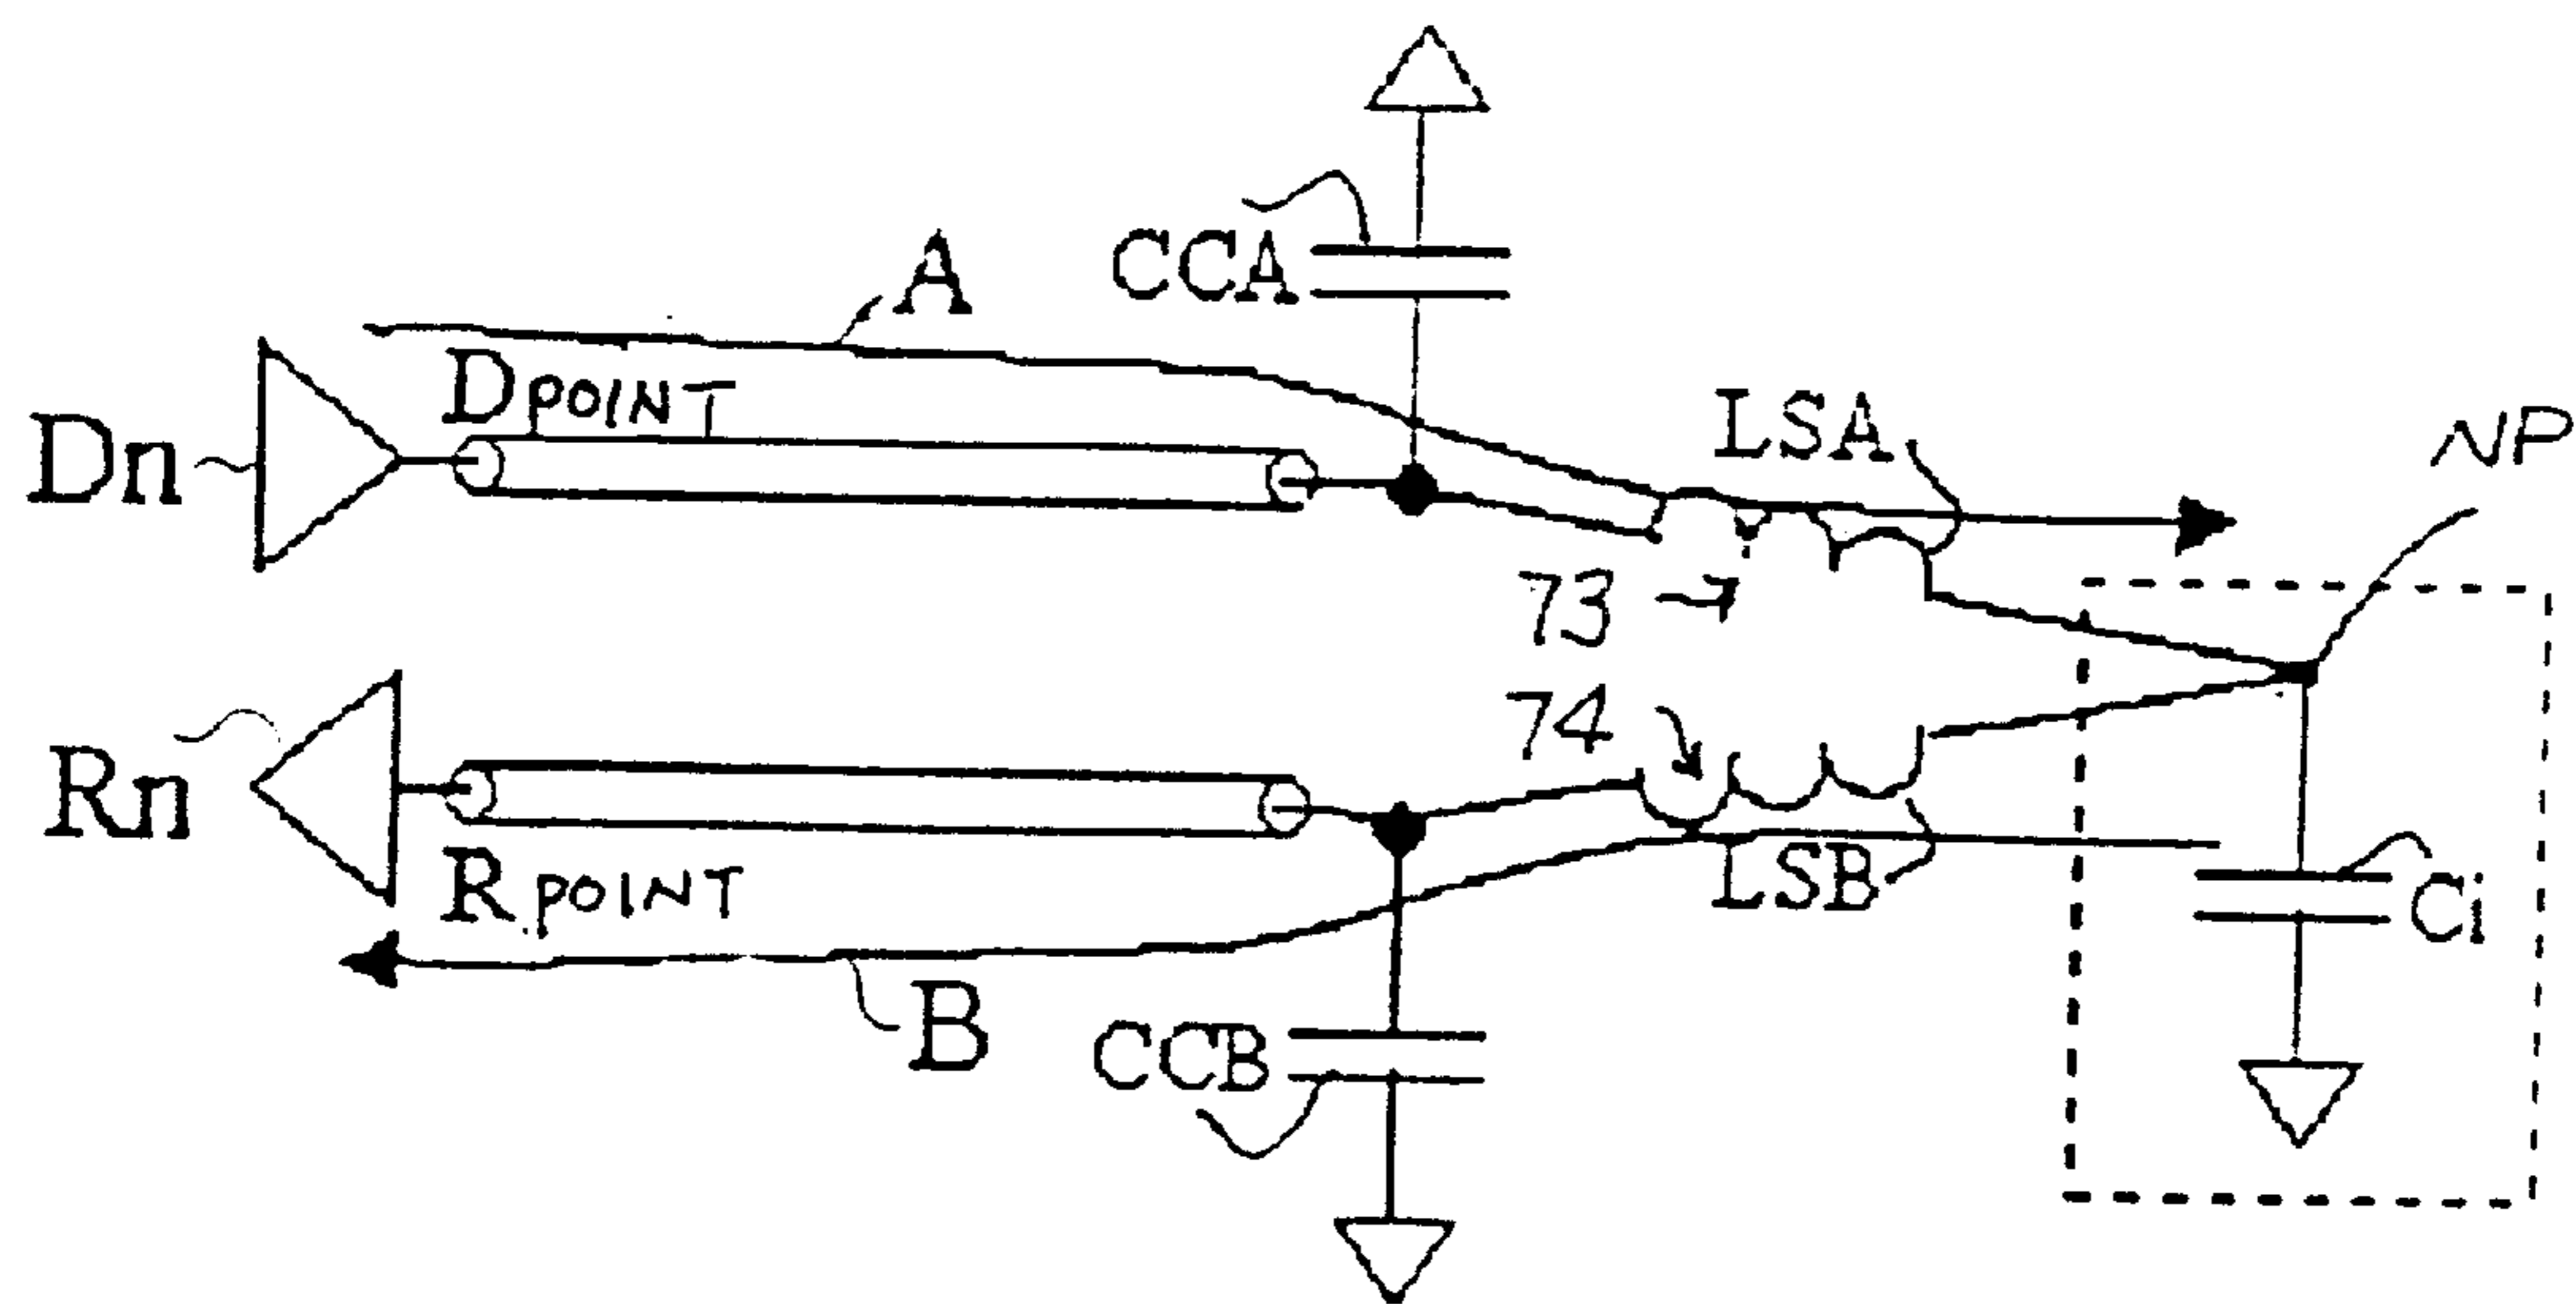 A
CCA
DPOINT
LSA
NP
Dn
73
74
Rn
RPOINT
LSB
Ci
B
CCB